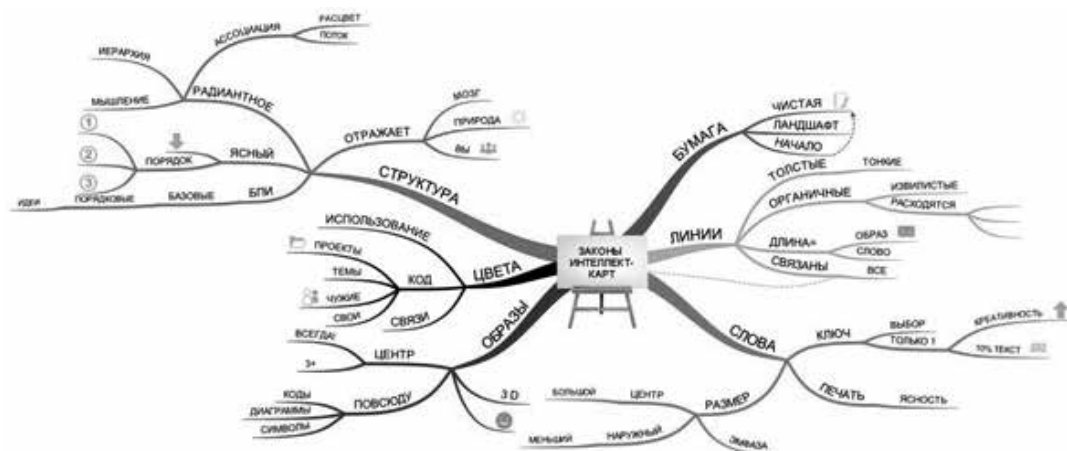 ЗАКОНЫ
ИНТЕЛЛЕКТ-
КАРТ
БУМАГА
ЧИСТАЯ
ЛАНДШАФТ
НАЧАЛО
ЛИНИИ
ТОЛСТЫЕ
ТОНКИЕ
ОРГАНИЧНЫЕ
ИЗВИЛИСТЫЕ
РАСХОДЯТСЯ
ДЛИНА=
ОБРАЗ
СЛОВО
СВЯЗАНЫ
ВСЕ
СЛОВА
КЛЮЧ
ВЫБОР
ТОЛЬКО 1
КРЕАТИВНОСТЬ
10% ТЕКСТ
ПЕЧАТЬ
ЯСНОСТЬ
РАЗМЕР
ЦЕНТР
БОЛЬШОЙ
НАРУЖНЫЙ
МЕНЬШИЙ
ЭМФАЗА
ОБРАЗЫ
ЦЕНТР
ВСЕГДА!
3+
ПОВСЮДУ
КОДЫ
ДИАГРАММЫ
СИМВОЛЫ
3 D
ЦВЕТА
ИСПОЛЬЗОВАНИЕ
КОД
ПРОЕКТЫ
ТЕМЫ
ЧУЖИЕ
СВОИ
СВЯЗИ
СТРУКТУРА
РАДИАНТНОЕ
АССОЦИАЦИЯ
РАСЦВЕТ
ПОТОК
ИЕРАРХИЯ
МЫШЛЕНИЕ
ОТРАЖАЕТ
МОЗГ
ПРИРОДА
ВЫ
ЯСНЫЙ
ПОРЯДОК
1
2
3
БПИ
БАЗОВЫЕ
ПОРЯДКОВЫЕ
ИДЕИ